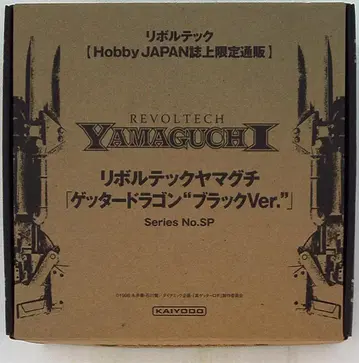 リボルテック
【Hobby JAPAN誌上限定通販】
REVOLTECH
YAMAGUCHI
リボルテックヤマグチ
「ゲッタードラゴン“ブラックVer.”」
Series No.SP
KAIYODO